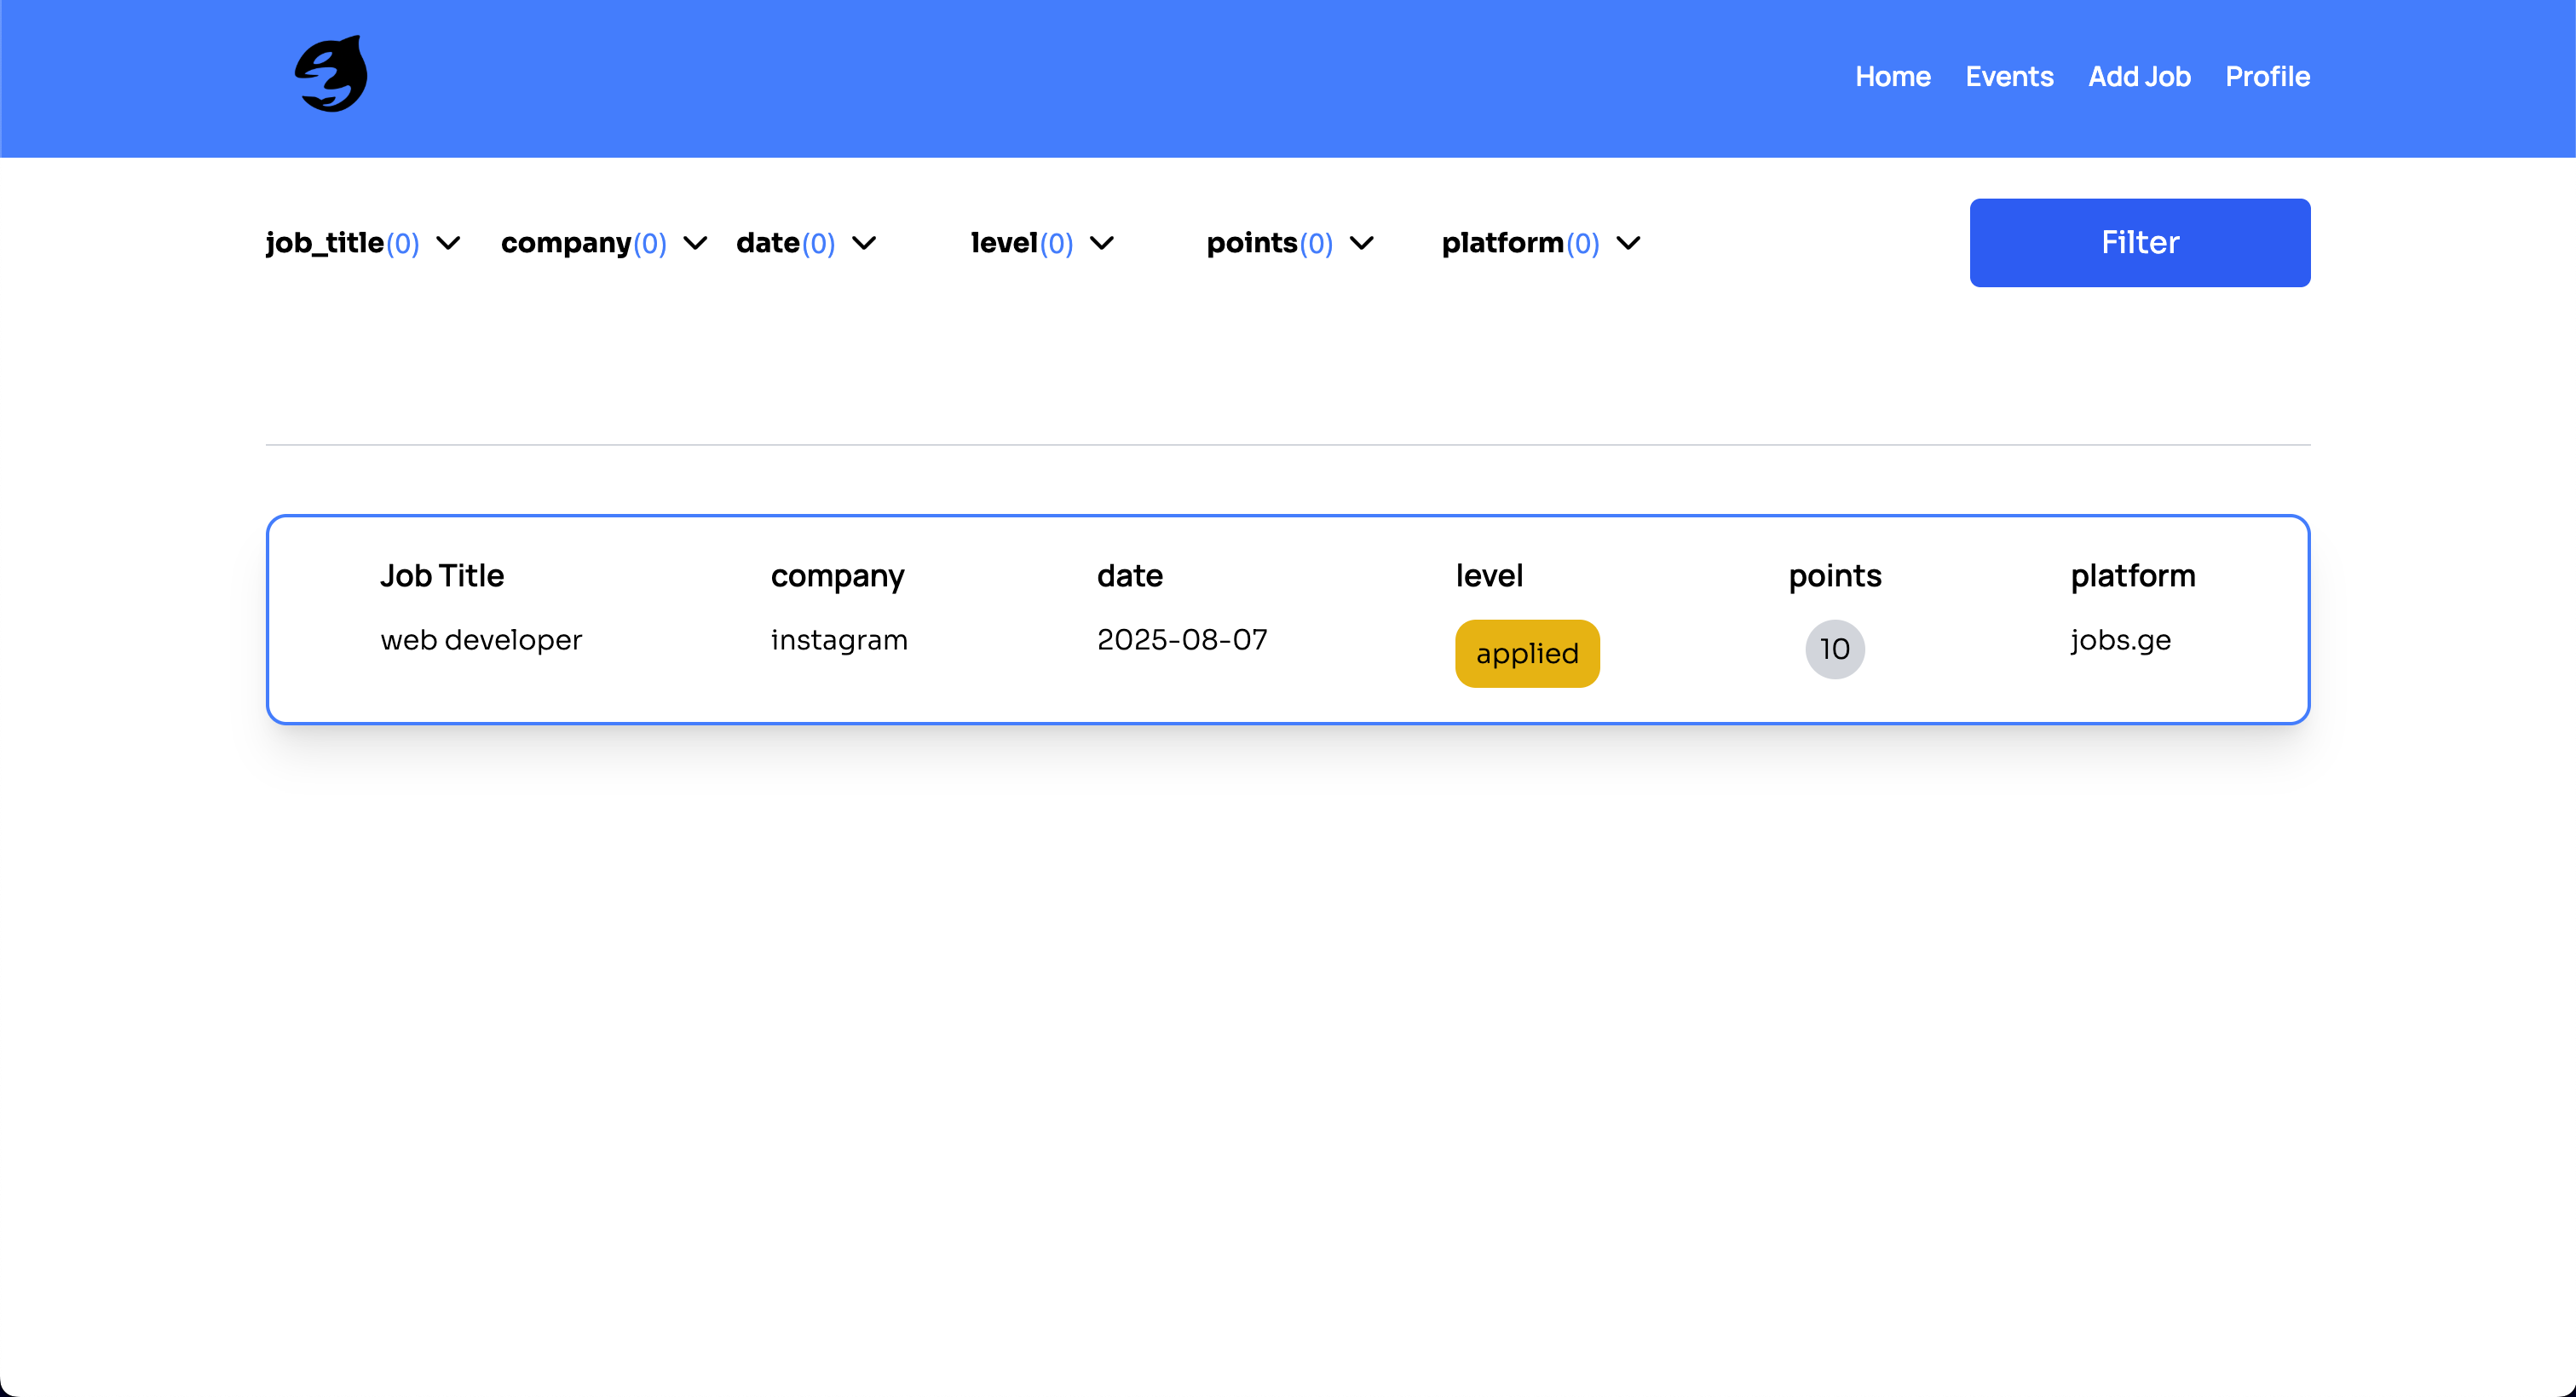 Home Events Add Job Profile
job_title(0) company(0) date(0) level(0) points(0) platform(0) Filter
Job Title company date level points platform
web developer instagram 2025-08-07 applied 10 jobs.ge